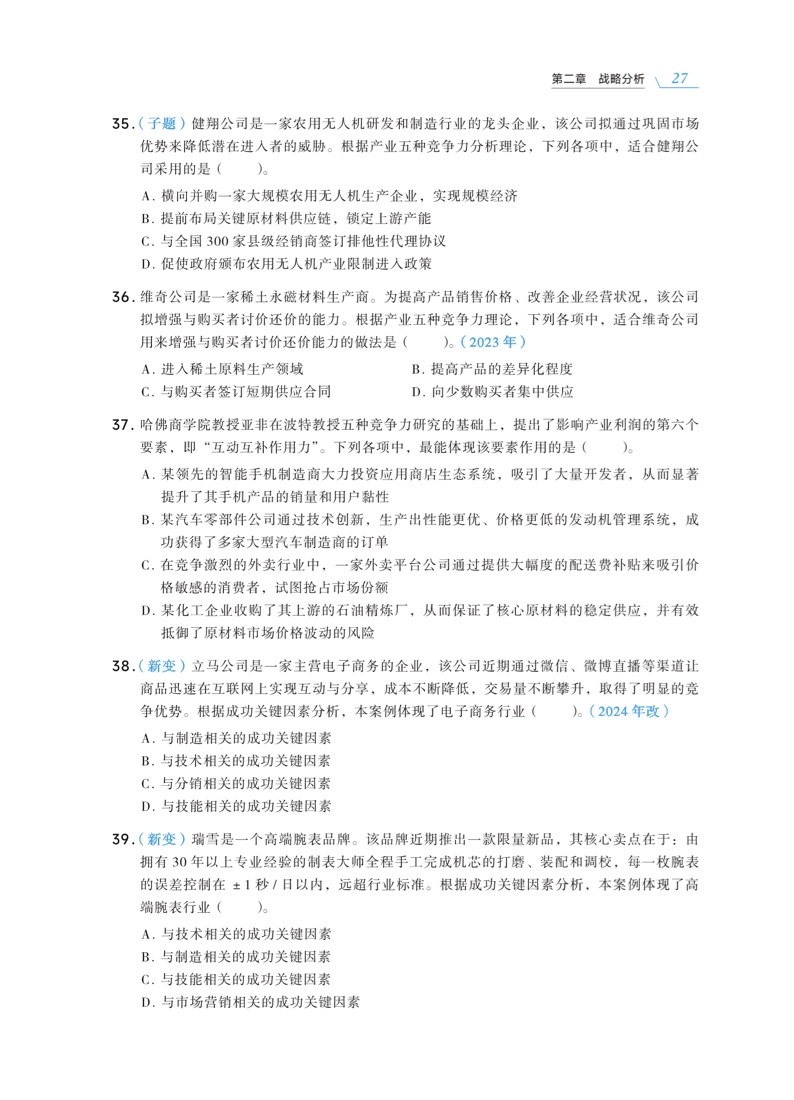 第二章　战略分析　27
35.（子题）健翔公司是一家农用无人机研发和制造行业的龙头企业，该公司拟通过巩固市场
优势来降低潜在进入者的威胁。根据产业五种竞争力分析理论，下列各项中，适合健翔公
司采用的是（　　）。
A. 横向并购一家大规模农用无人机生产企业，实现规模经济
B. 提前布局关键原材料供应链，锁定上游产能
C. 与全国 300 家县级经销商签订排他性代理协议
D. 促使政府颁布农用无人机产业限制进入政策
36. 维奇公司是一家稀土永磁材料生产商。为提高产品销售价格、改善企业经营状况，该公司
拟增强与购买者讨价还价的能力。根据产业五种竞争力理论，下列各项中，适合维奇公司
用来增强与购买者讨价还价能力的做法是（　　）。（2023 年）
A. 进入稀土原料生产领域　　B. 提高产品的差异化程度
C. 与购买者签订短期供应合同　　D. 向少数购买者集中供应
37. 哈佛商学院教授亚非在波特教授五种竞争力研究的基础上，提出了影响产业利润的第六个
要素，即“互动互补作用力”。下列各项中，最能体现该要素作用的是（　　）。
A. 某领先的智能手机制造商大力投资应用商店生态系统，吸引了大量开发者，从而显著
提升了其手机产品的销量和用户黏性
B. 某汽车零部件公司通过技术创新，生产出性能更优、价格更低的发动机管理系统，成
功获得了多家大型汽车制造商的订单
C. 在竞争激烈的外卖行业中，一家外卖平台公司通过提供大幅度的配送费补贴来吸引价
格敏感的消费者，试图抢占市场份额
D. 某化工企业收购了其上游的石油精炼厂，从而保证了核心原材料的稳定供应，并有效
抵御了原材料市场价格波动的风险
38.（新变）立马公司是一家主营电子商务的企业，该公司近期通过微信、微博直播等渠道让
商品迅速在互联网上实现互动与分享，成本不断降低，交易量不断攀升，取得了明显的竞
争优势。根据成功关键因素分析，本案例体现了电子商务行业（　　）。（2024 年改）
A. 与制造相关的成功关键因素
B. 与技术相关的成功关键因素
C. 与分销相关的成功关键因素
D. 与技能相关的成功关键因素
39.（新变）瑞雪是一个高端腕表品牌。该品牌近期推出一款限量新品，其核心卖点在于：由
拥有 30 年以上专业经验的制表大师全程手工完成机芯的打磨、装配和调校，每一枚腕表
的误差控制在 ±1 秒 / 日以内，远超行业标准。根据成功关键因素分析，本案例体现了高
端腕表行业（　　）。
A. 与技术相关的成功关键因素
B. 与制造相关的成功关键因素
C. 与技能相关的成功关键因素
D. 与市场营销相关的成功关键因素